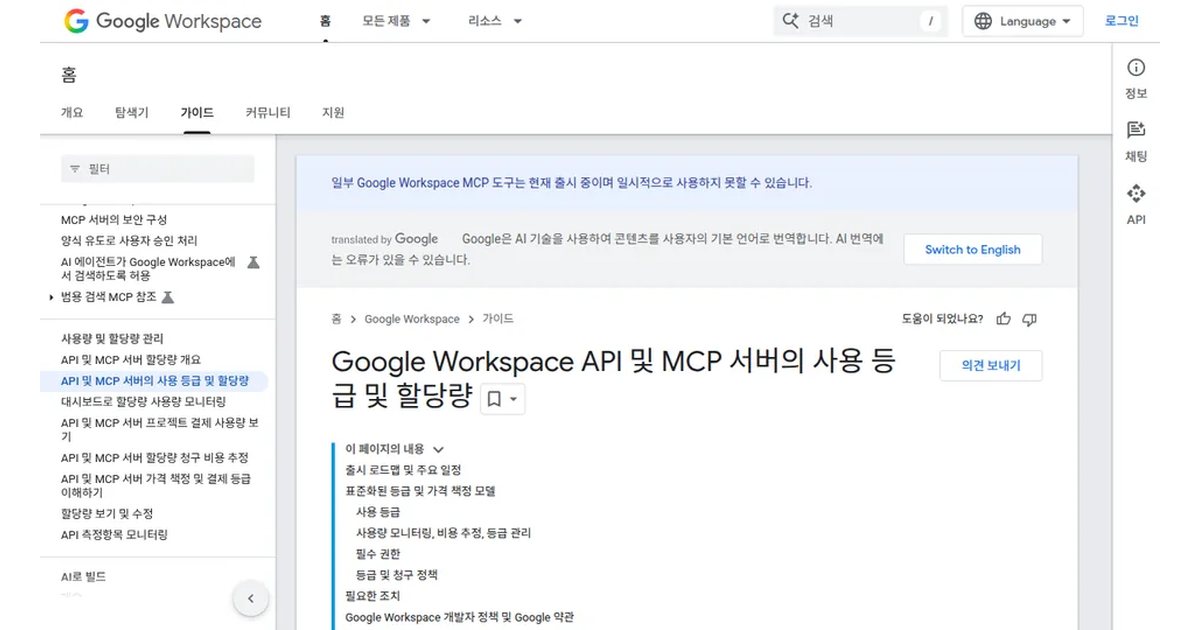 Google Workspace
홈
모든 제품
리소스
검색
/
Language
로그인
홈
개요
탐색기
가이드
커뮤니티
지원
정보
채팅
API
필터
MCP 서버의 보안 구성
양식 유도로 사용자 승인 처리
AI 에이전트가 Google Workspace에
서 검색하도록 허용
범용 검색 MCP 참조
사용량 및 할당량 관리
API 및 MCP 서버 할당량 개요
API 및 MCP 서버의 사용 등급 및 할당량
대시보드로 할당량 사용량 모니터링
API 및 MCP 서버 프로젝트 결제 사용량 보
기
API 및 MCP 서버 할당량 청구 비용 추정
API 및 MCP 서버 가격 책정 및 결제 등급
이해하기
할당량 보기 및 수정
API 측정항목 모니터링
AI로 빌드
일부 Google Workspace MCP 도구는 현재 출시 중이며 일시적으로 사용하지 못할 수 있습니다.
translated by Google
Google은 AI 기술을 사용하여 콘텐츠를 사용자의 기본 언어로 번역합니다. AI 번역에
는 오류가 있을 수 있습니다.
Switch to English
홈 > Google Workspace > 가이드
도움이 되었나요?
Google Workspace API 및 MCP 서버의 사용 등
급 및 할당량
의견 보내기
이 페이지의 내용
출시 로드맵 및 주요 일정
표준화된 등급 및 가격 책정 모델
사용 등급
사용량 모니터링, 비용 추정, 등급 관리
필수 권한
등급 및 청구 정책
필요한 조치
Google Workspace 개발자 정책 및 Google 약관